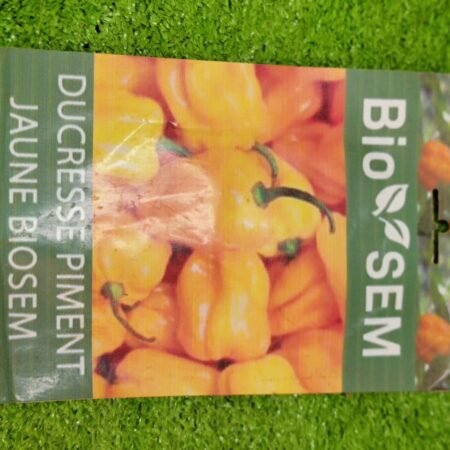 Bio SEM
DUCRESSE PIMENT
JAUNE BIOSEM